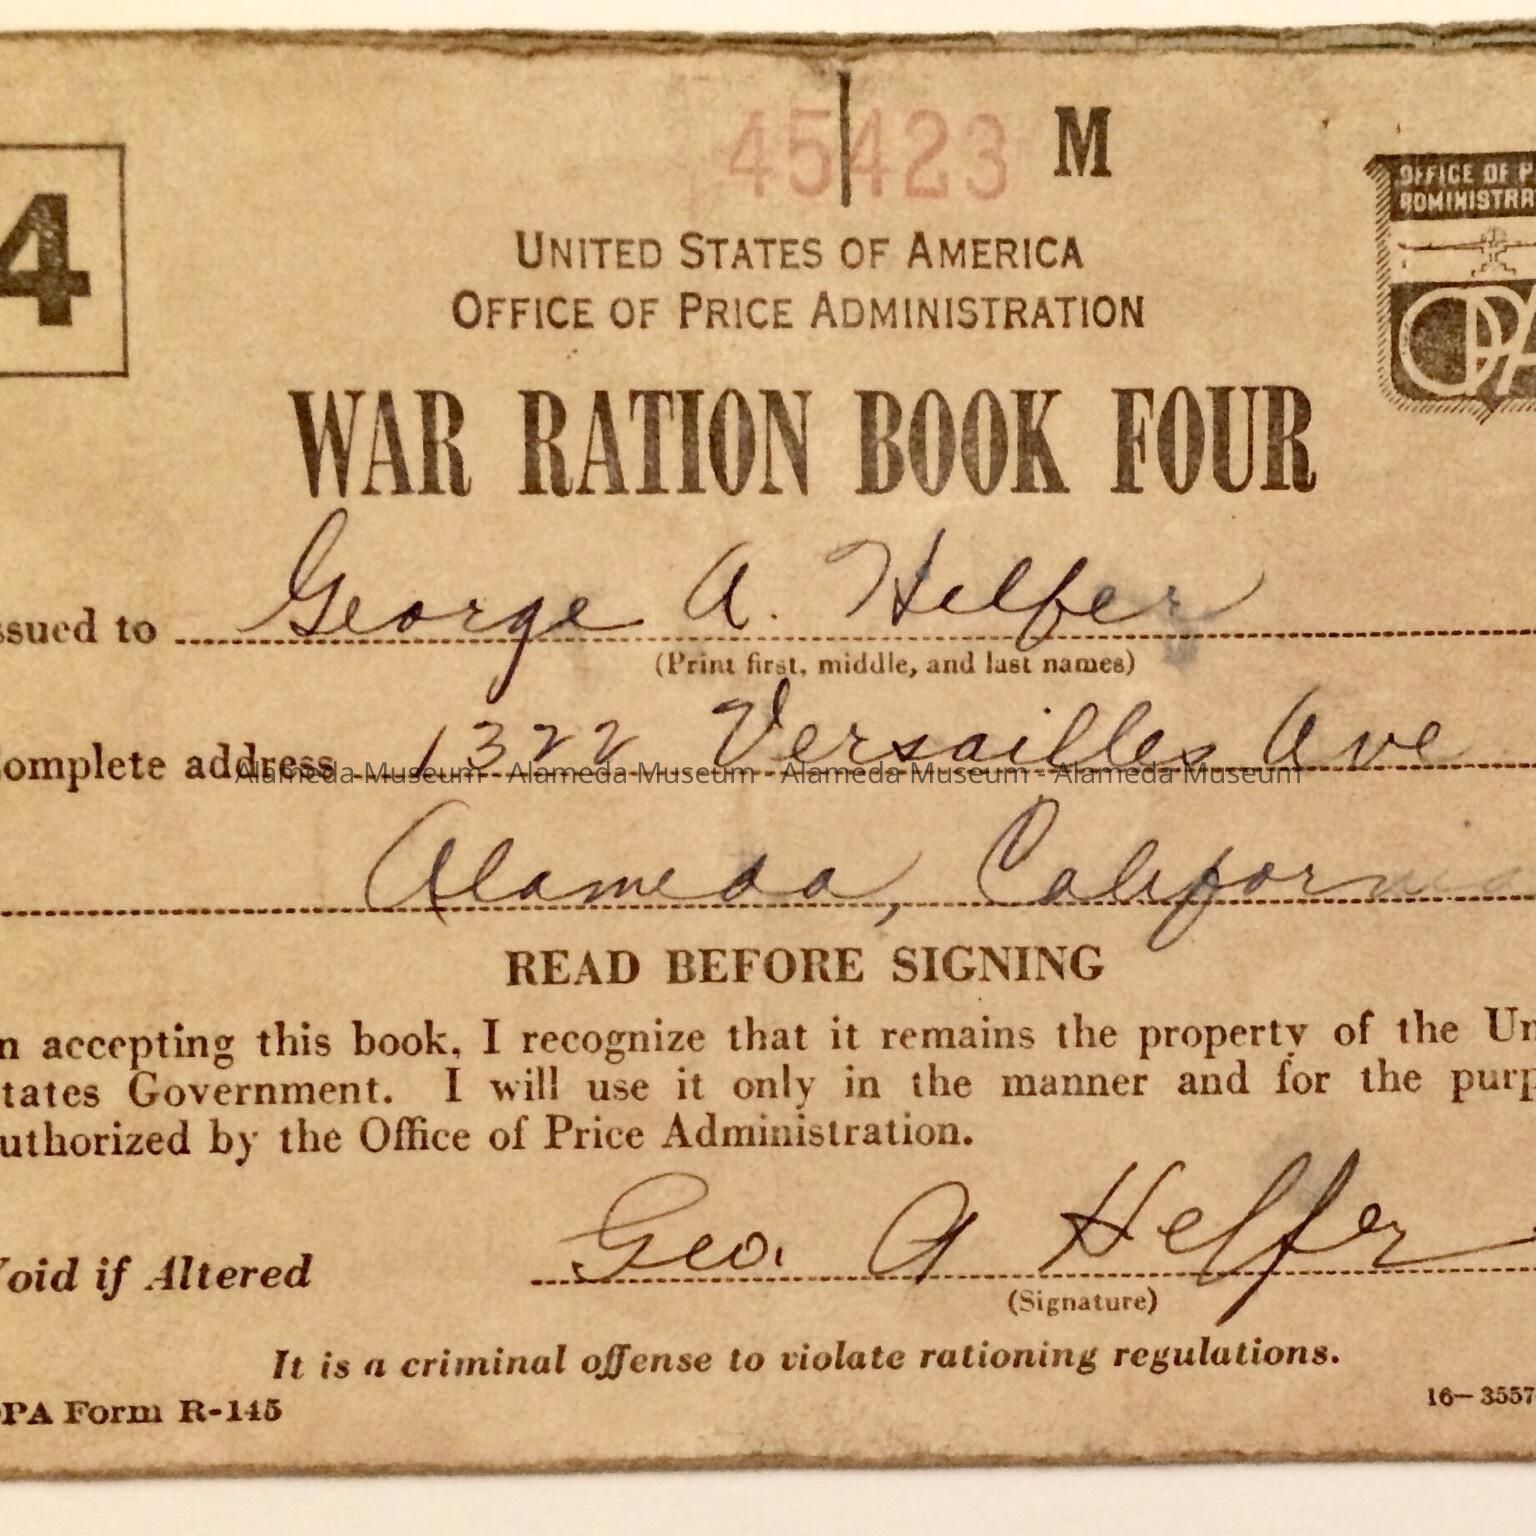 45423 M
4
OFFICE OF P
ADMINISTRA
OPA
UNITED STATES OF AMERICA
OFFICE OF PRICE ADMINISTRATION
WAR RATION BOOK FOUR
ssued to George A. Helfer
(Print first, middle, and last names)
omplete address 1322 Versailles Ave
Alameda Museum - Alameda Museum - Alameda Museum - Alameda Museum
Alameda, California
READ BEFORE SIGNING
n accepting this book, I recognize that it remains the property of the Un
tates Government. I will use it only in the manner and for the purp
uthorized by the Office of Price Administration.
Void if Altered Geo. A Helfer
(Signature)
It is a criminal offense to violate rationing regulations.
OPA Form R-145
16—3557